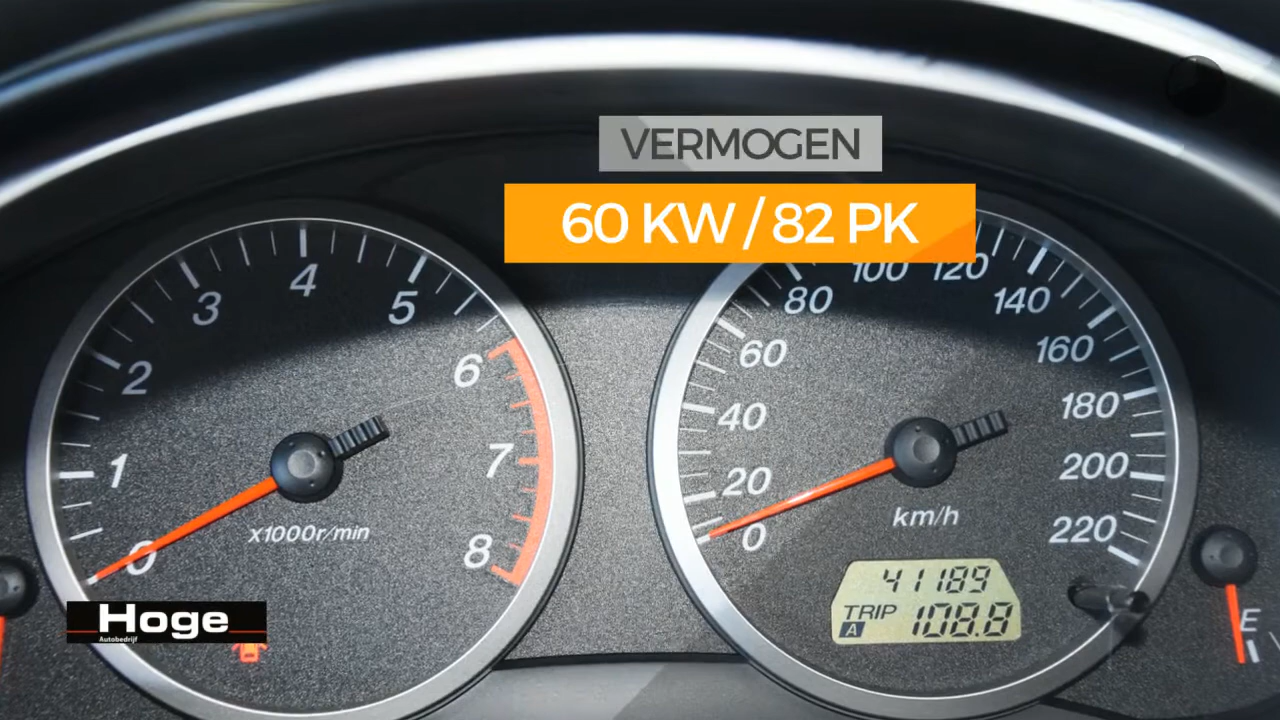 VERMOGEN
60 KW / 82 PK
0
1
2
3
4
5
6
7
8
x1000r/min
0
20
40
60
80
100
120
140
160
180
200
220
km/h
41189
TRIP A 108.8
E
Hoge
Autobedrijf